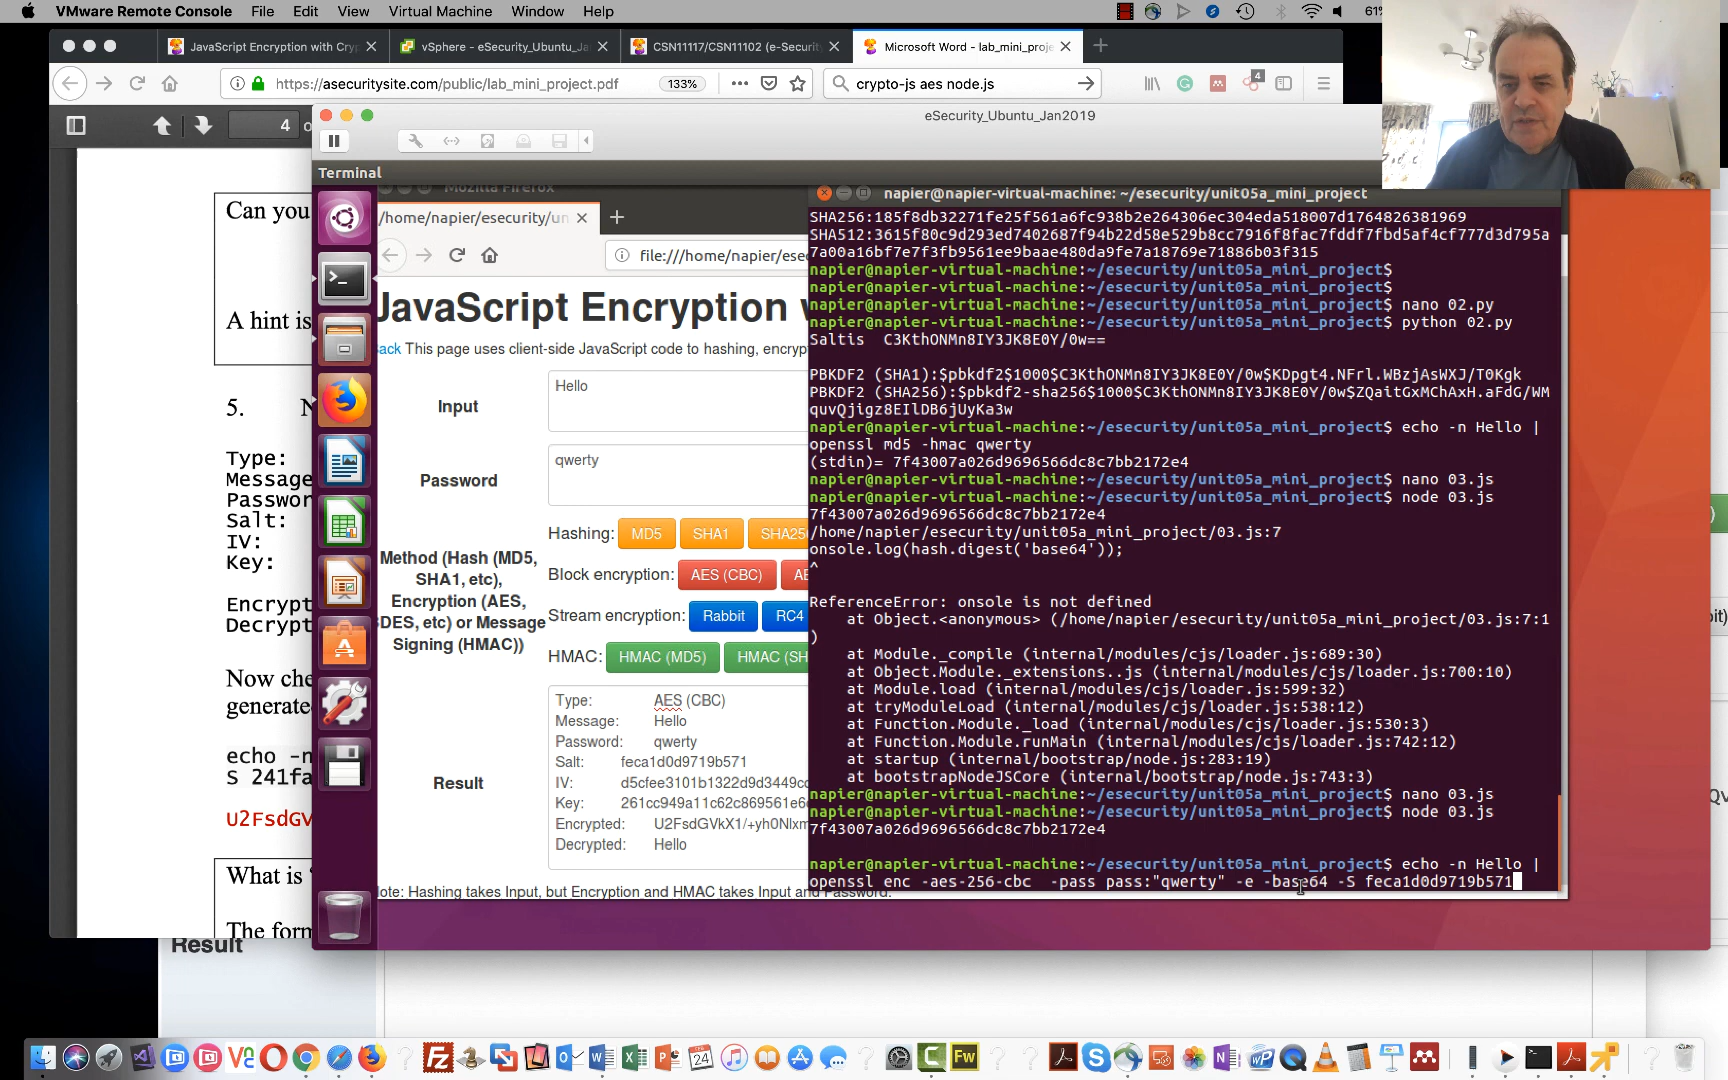 VMware Remote Console File Edit View Virtual Machine Window Help 61%
JavaScript Encryption with Cry
vSphere - eSecurity_Ubuntu_Ja
CSN11117/CSN11102 (e-Securit
Microsoft Word - lab_mini_proje
https://asecuritysite.com/public/lab_mini_project.pdf 133% crypto-js aes node.js 4
4
eSecurity_Ubuntu_Jan2019
Terminal
Can you
A hint is
5.
Type:
Message
Passwor
Salt:
IV:
Key:
Encrypt
Decrypt
Now che
generate
echo -n
S 241fa
U2FsdGV
What is
The form
Result
Mozilla Firefox
/home/napier/esecurity/un
file:///home/napier/ese
JavaScript Encryption w
Back This page uses client-side JavaScript code to hashing, encryp
Input Hello
Password qwerty
Method (Hash (MD5,
SHA1, etc),
Encryption (AES,
DES, etc) or Message
Signing (HMAC))
Hashing: MD5 SHA1 SHA25
Block encryption: AES (CBC) AE
Stream encryption: Rabbit RC4
HMAC: HMAC (MD5) HMAC (SH
Result
Type: AES (CBC)
Message: Hello
Password: qwerty
Salt: feca1d0d9719b571
IV: d5cfee3101b1322d9d3449cc
Key: 261cc949a11c62c869561e6
Encrypted: U2FsdGVkX1/+yh0Nlxm
Decrypted: Hello
Note: Hashing takes Input, but Encryption and HMAC takes Input and Password.
napier@napier-virtual-machine: ~/esecurity/unit05a_mini_project
SHA256:185f8db32271fe25f561a6fc938b2e264306ec304eda518007d1764826381969
SHA512:3615f80c9d293ed7402687f94b22d58e529b8cc7916f8fac7fddf7fbd5af4cf777d3d795a
7a00a16bf7e7f3fb9561ee9baae480da9fe7a18769e71886b03f315
napier@napier-virtual-machine:~/esecurity/unit05a_mini_project$
napier@napier-virtual-machine:~/esecurity/unit05a_mini_project$
napier@napier-virtual-machine:~/esecurity/unit05a_mini_project$ nano 02.py
napier@napier-virtual-machine:~/esecurity/unit05a_mini_project$ python 02.py
Saltis  C3KthONMn8IY3JK8E0Y/0w==
PBKDF2 (SHA1):$pbkdf2$1000$C3KthONMn8IY3JK8E0Y/0w$KDpgt4.NFrl.WBzjAsWXJ/T0Kgk
PBKDF2 (SHA256):$pbkdf2-sha256$1000$C3KthONMn8IY3JK8E0Y/0w$ZQaitGxMChAxH.aFdG/WM
quvQjigz8EIlDB6jUyKa3w
napier@napier-virtual-machine:~/esecurity/unit05a_mini_project$ echo -n Hello |
openssl md5 -hmac qwerty
(stdin)= 7f43007a026d9696566dc8c7bb2172e4
napier@napier-virtual-machine:~/esecurity/unit05a_mini_project$ nano 03.js
napier@napier-virtual-machine:~/esecurity/unit05a_mini_project$ node 03.js
7f43007a026d9696566dc8c7bb2172e4
/home/napier/esecurity/unit05a_mini_project/03.js:7
onsole.log(hash.digest('base64'));
^
ReferenceError: onsole is not defined
at Object.<anonymous> (/home/napier/esecurity/unit05a_mini_project/03.js:7:1
)
at Module._compile (internal/modules/cjs/loader.js:689:30)
at Object.Module._extensions..js (internal/modules/cjs/loader.js:700:10)
at Module.load (internal/modules/cjs/loader.js:599:32)
at tryModuleLoad (internal/modules/cjs/loader.js:538:12)
at Function.Module._load (internal/modules/cjs/loader.js:530:3)
at Function.Module.runMain (internal/modules/cjs/loader.js:742:12)
at startup (internal/bootstrap/node.js:283:19)
at bootstrapNodeJSCore (internal/bootstrap/node.js:743:3)
napier@napier-virtual-machine:~/esecurity/unit05a_mini_project$ nano 03.js
napier@napier-virtual-machine:~/esecurity/unit05a_mini_project$ node 03.js
7f43007a026d9696566dc8c7bb2172e4
napier@napier-virtual-machine:~/esecurity/unit05a_mini_project$ echo -n Hello |
openssl enc -aes-256-cbc  -pass pass:"qwerty" -e -base64 -S feca1d0d9719b571